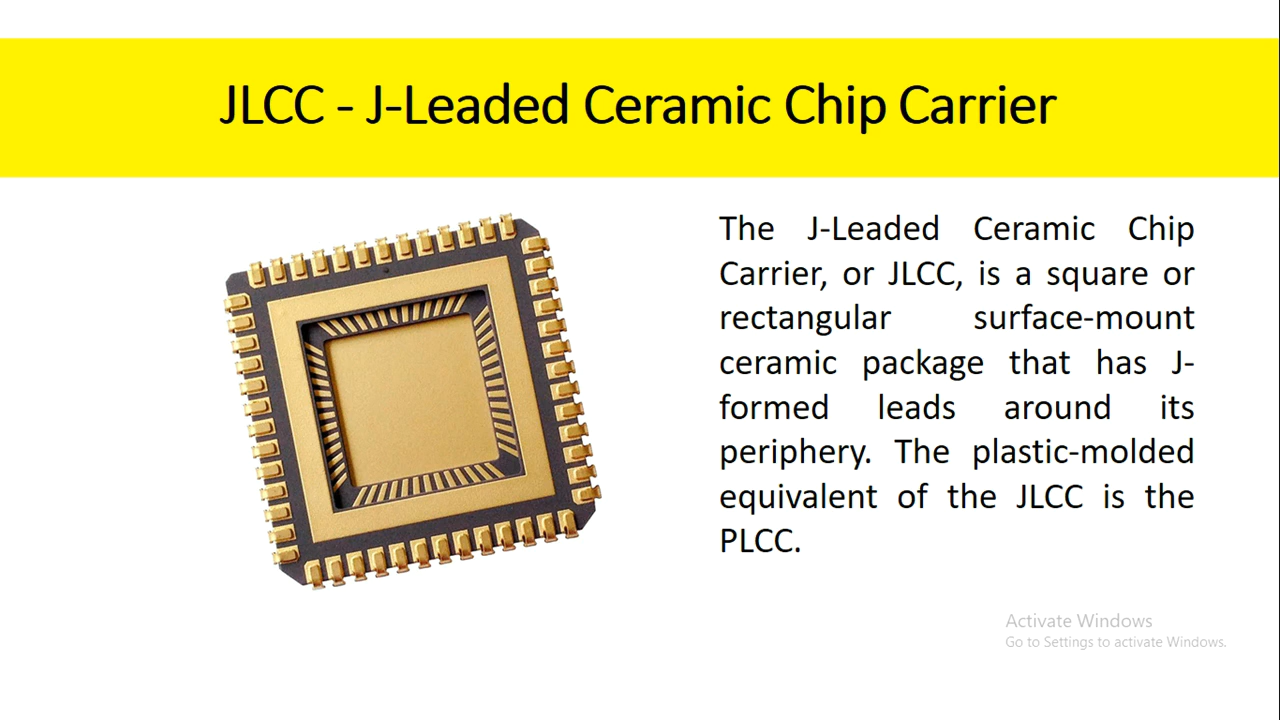 JLCC - J-Leaded Ceramic Chip Carrier
The J-Leaded Ceramic Chip
Carrier, or JLCC, is a square or
rectangular surface-mount
ceramic package that has J-
formed leads around its
periphery. The plastic-molded
equivalent of the JLCC is the
PLCC.
Activate Windows
Go to Settings to activate Windows.